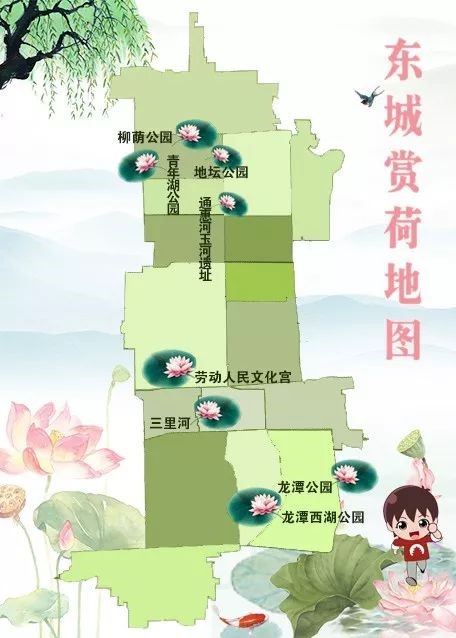 东城赏荷地图
柳荫公园
青年湖公园
地坛公园
通惠河玉河遗址
劳动人民文化宫
三里河
龙潭公园
龙潭西湖公园